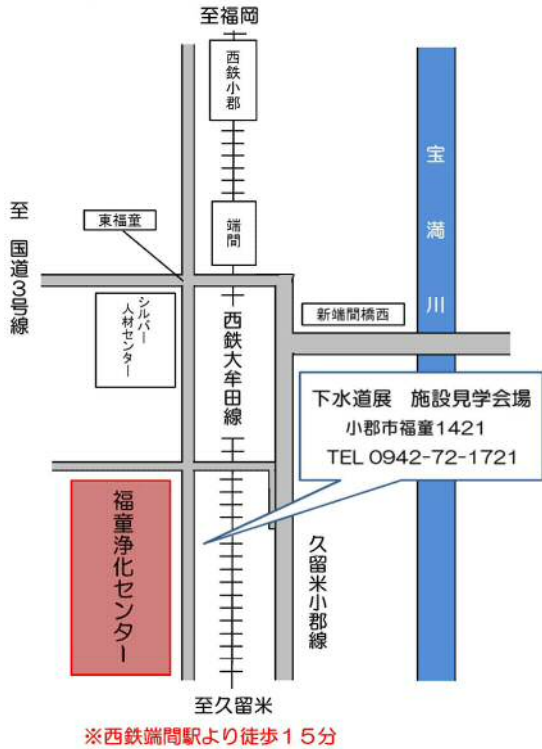 至福岡
西鉄小郡
宝満川
至 国道3号線
東福童
端間
シルバー
人材センター
西鉄大牟田線
新端間橋西
下水道展 施設見学会場
小郡市福童1421
TEL 0942-72-1721
福童浄化センター
久留米小郡線
至久留米
※西鉄端間駅より徒歩15分